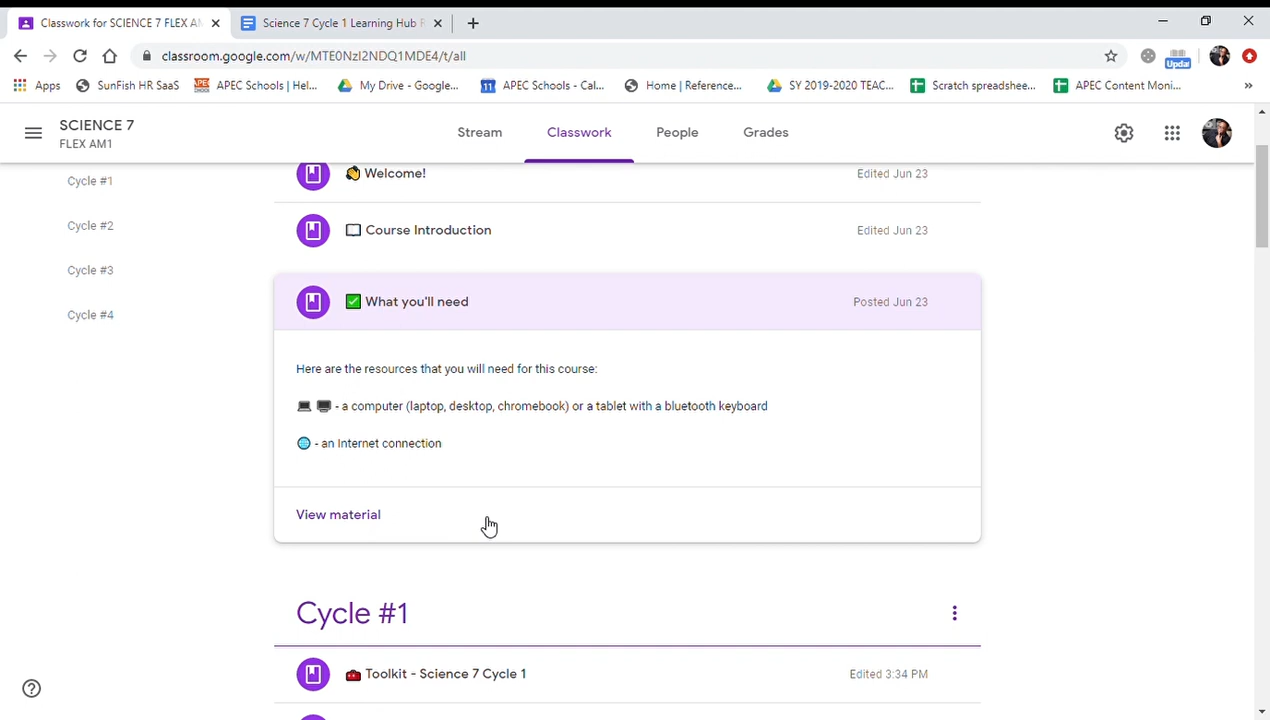 Classwork for SCIENCE 7 FLEX AM
Science 7 Cycle 1 Learning Hub
classroom.google.com/w/MTE0NzI2NDQ1MDE4/t/all
Updat
Apps
SunFish HR SaaS
APEC Schools | Hel...
My Drive - Google...
APEC Schools - Cal...
Home | Reference...
SY 2019-2020 TEAC...
Scratch spreadshee...
APEC Content Moni...
SCIENCE 7
FLEX AM1
Stream
Classwork
People
Grades
Cycle #1
Cycle #2
Cycle #3
Cycle #4
Welcome!
Edited Jun 23
Course Introduction
Edited Jun 23
What you'll need
Posted Jun 23
Here are the resources that you will need for this course:
- a computer (laptop, desktop, chromebook) or a tablet with a bluetooth keyboard
- an Internet connection
View material
Cycle #1
Toolkit - Science 7 Cycle 1
Edited 3:34 PM